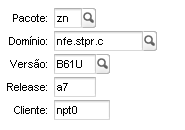 Pacote: zn
Domínio: nfe.stpr.c
Versão: B61U
Release: a7
Cliente: npt0